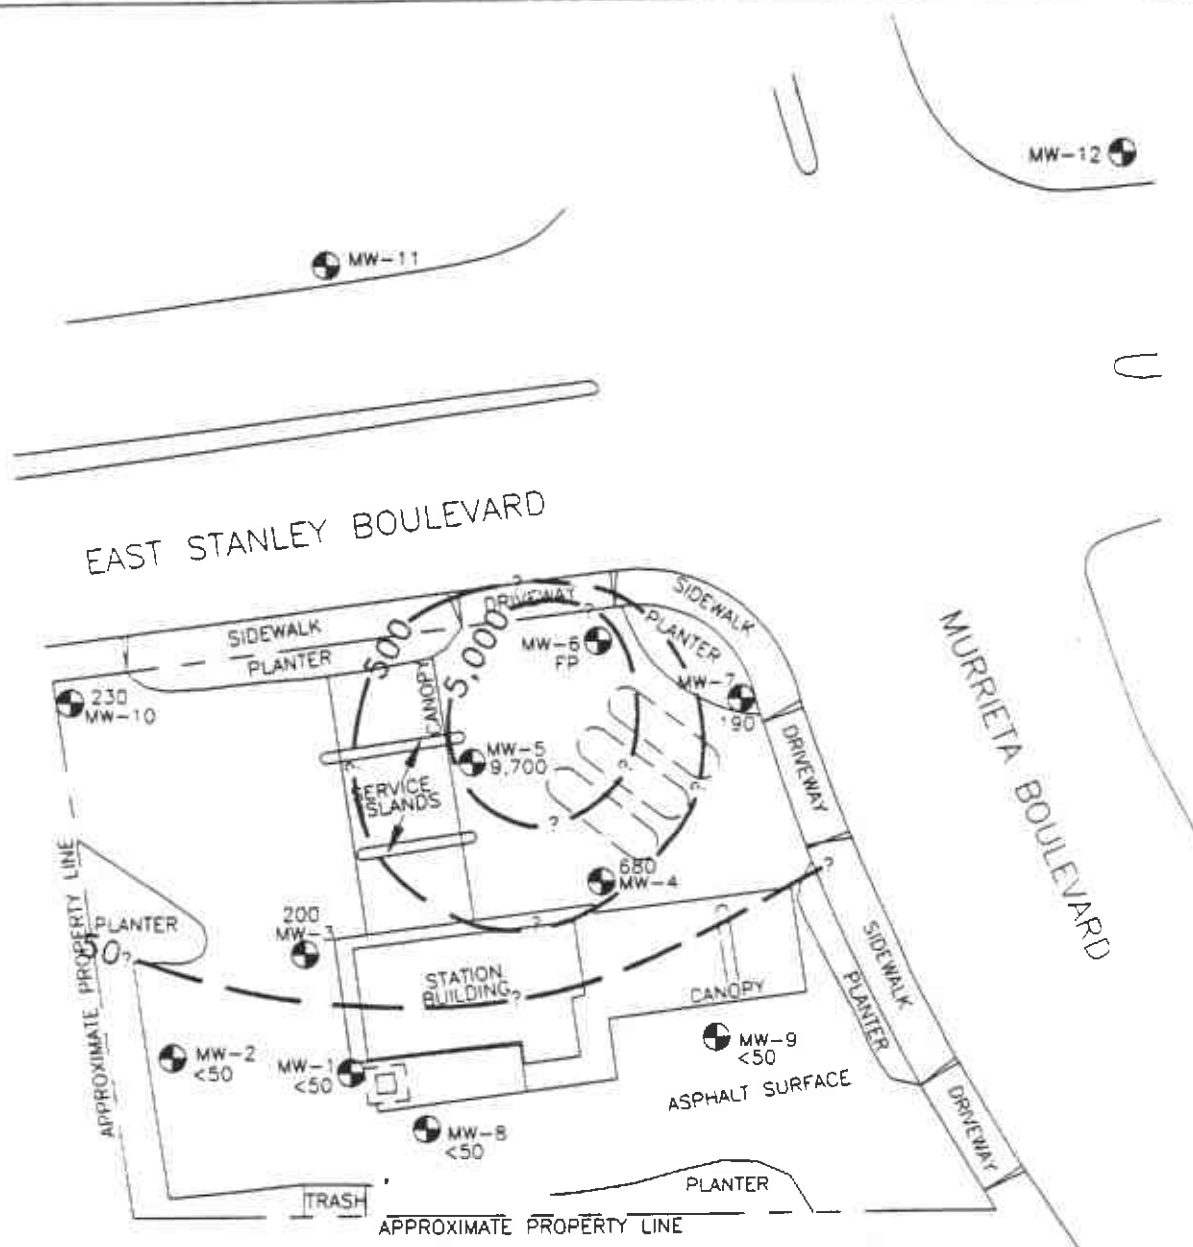 MW-12
MW-11
EAST STANLEY BOULEVARD
MURRIETA BOULEVARD
?
DRIVEWAY
?
SIDEWALK
SIDEWALK
PLANTER
500
5,000
MW-6
FP
PLANTER
230
MW-10
CANOPY
MW-7
190
DRIVEWAY
MW-5
9,700
?
?
?
SERVICE
ISLANDS
?
680
MW-4
?
?
APPROXIMATE PROPERTY LINE
PLANTER
50?
200
MW-3
STATION
BUILDING
?
CANOPY
SIDEWALK
PLANTER
MW-2
<50
MW-1
<50
MW-9
<50
ASPHALT SURFACE
DRIVEWAY
MW-8
<50
TRASH
PLANTER
APPROXIMATE PROPERTY LINE